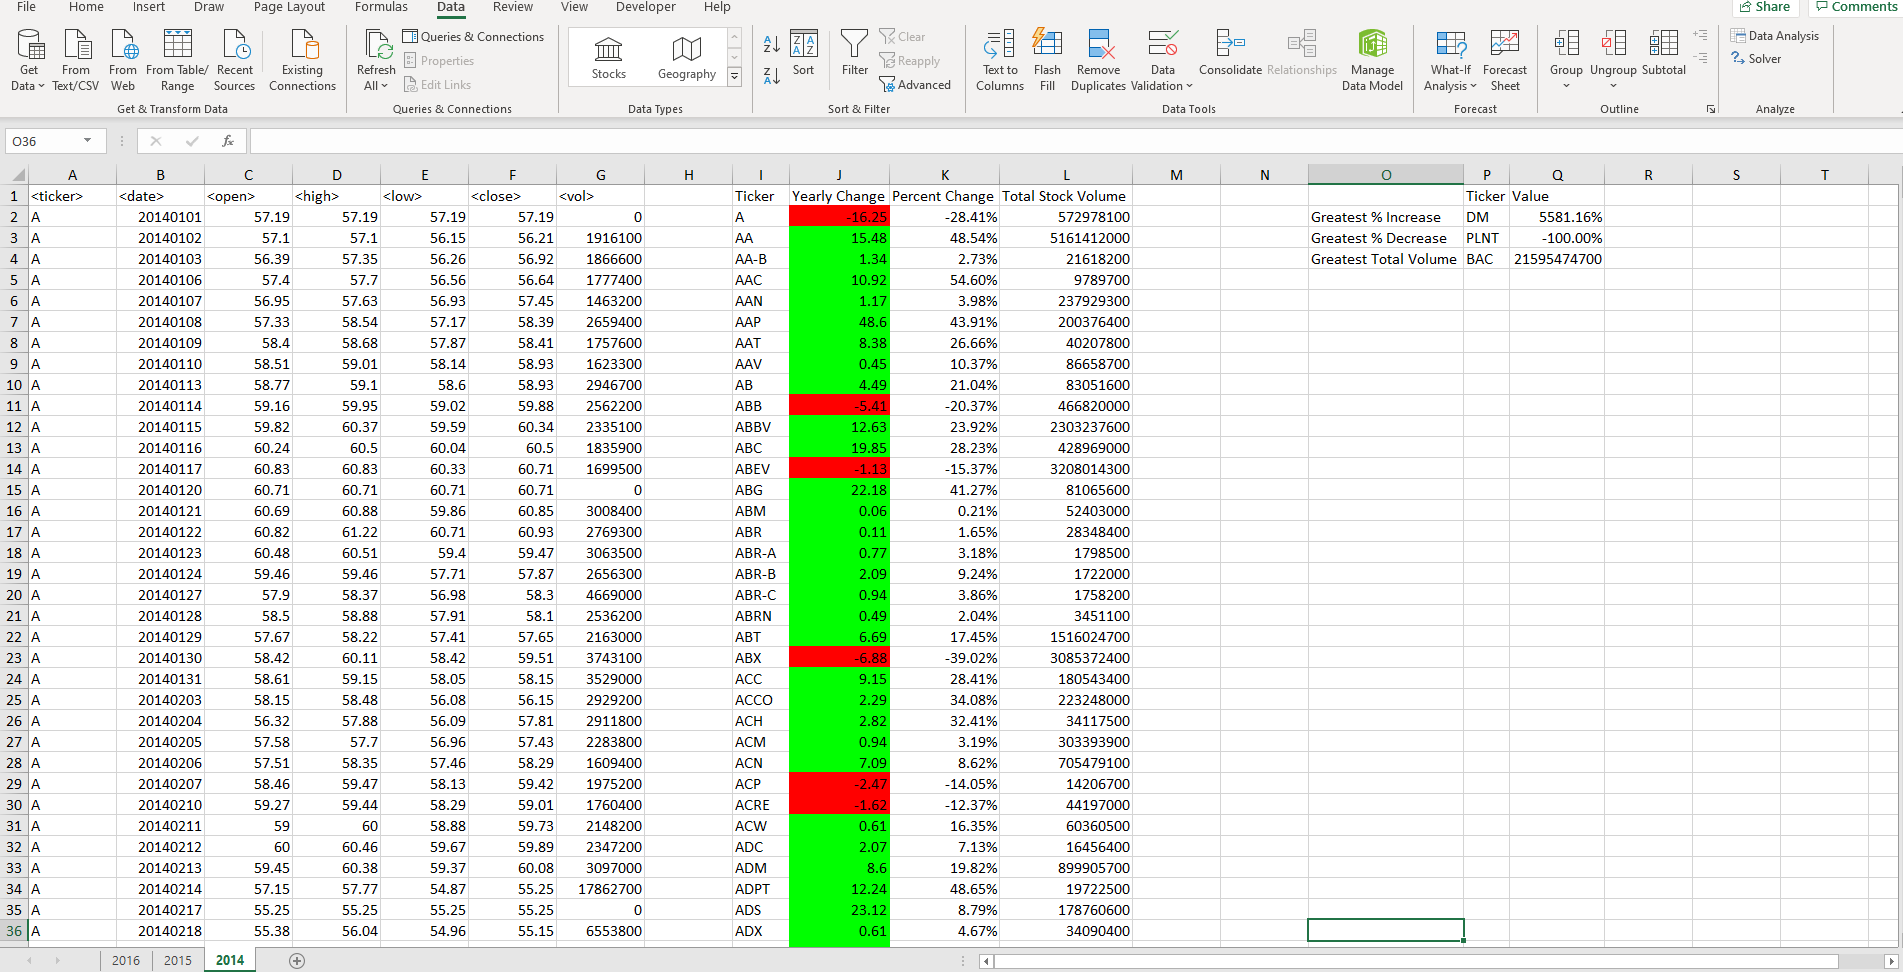 File Home Insert Draw Page Layout Formulas Data Review View Developer Help Share Comments
Get Data From Text/CSV From Web From Table/ Range Recent Sources Existing Connections
Get & Transform Data
Refresh All Queries & Connections Properties Edit Links
Queries & Connections
Stocks Geography
Data Types
Sort Filter Clear Reapply Advanced
Sort & Filter
Text to Columns Flash Fill Remove Duplicates Data Validation Consolidate Relationships Manage Data Model
Data Tools
What-If Analysis Forecast Sheet
Forecast
Group Ungroup Subtotal
Outline
Data Analysis Solver
Analyze
O36 fx
A B C D E F G H I J K L M N O P Q R S T
1 <ticker> <date> <open> <high> <low> <close> <vol> Ticker Yearly Change Percent Change Total Stock Volume Ticker Value
2 A 20140101 57.19 57.19 57.19 57.19 0 A -16.25 -28.41% 572978100 Greatest % Increase DM 5581.16%
3 A 20140102 57.1 57.1 56.15 56.21 1916100 AA 15.48 48.54% 5161412000 Greatest % Decrease PLNT -100.00%
4 A 20140103 56.39 57.35 56.26 56.92 1866600 AA-B 1.34 2.73% 21618200 Greatest Total Volume BAC 21595474700
5 A 20140106 57.4 57.7 56.56 56.64 1777400 AAC 10.92 54.60% 9789700
6 A 20140107 56.95 57.63 56.93 57.45 1463200 AAN 1.17 3.98% 237929300
7 A 20140108 57.33 58.54 57.17 58.39 2659400 AAP 48.6 43.91% 200376400
8 A 20140109 58.4 58.68 57.87 58.41 1757600 AAT 8.38 26.66% 40207800
9 A 20140110 58.51 59.01 58.14 58.93 1623300 AAV 0.45 10.37% 86658700
10 A 20140113 58.77 59.1 58.6 58.93 2946700 AB 4.49 21.04% 83051600
11 A 20140114 59.16 59.95 59.02 59.88 2562200 ABB -5.41 -20.37% 466820000
12 A 20140115 59.82 60.37 59.59 60.34 2335100 ABBV 12.63 23.92% 2303237600
13 A 20140116 60.24 60.5 60.04 60.5 1835900 ABC 19.85 28.23% 428969000
14 A 20140117 60.83 60.83 60.33 60.71 1699500 ABEV -1.13 -15.37% 3208014300
15 A 20140120 60.71 60.71 60.71 60.71 0 ABG 22.18 41.27% 81065600
16 A 20140121 60.69 60.88 59.86 60.85 3008400 ABM 0.06 0.21% 52403000
17 A 20140122 60.82 61.22 60.71 60.93 2769300 ABR 0.11 1.65% 28348400
18 A 20140123 60.48 60.51 59.4 59.47 3063500 ABR-A 0.77 3.18% 1798500
19 A 20140124 59.46 59.46 57.71 57.87 2656300 ABR-B 2.09 9.24% 1722000
20 A 20140127 57.9 58.37 56.98 58.3 4669000 ABR-C 0.94 3.86% 1758200
21 A 20140128 58.5 58.88 57.91 58.1 2536200 ABRN 0.49 2.04% 3451100
22 A 20140129 57.67 58.22 57.41 57.65 2163000 ABT 6.69 17.45% 1516024700
23 A 20140130 58.42 60.11 58.42 59.51 3743100 ABX -6.88 -39.02% 3085372400
24 A 20140131 58.61 59.15 58.05 58.15 3529000 ACC 9.15 28.41% 180543400
25 A 20140203 58.15 58.48 56.08 56.15 2929200 ACCO 2.29 34.08% 223248000
26 A 20140204 56.32 57.88 56.09 57.81 2911800 ACH 2.82 32.41% 34117500
27 A 20140205 57.58 57.7 56.96 57.43 2283800 ACM 0.94 3.19% 303393900
28 A 20140206 57.51 58.35 57.46 58.29 1609400 ACN 7.09 8.62% 705479100
29 A 20140207 58.46 59.47 58.13 59.42 1975200 ACP -2.47 -14.05% 14206700
30 A 20140210 59.27 59.44 58.29 59.01 1760400 ACRE -1.62 -12.37% 44197000
31 A 20140211 59 60 58.88 59.73 2148200 ACW 0.61 16.35% 60360500
32 A 20140212 60 60.46 59.67 59.89 2347200 ADC 2.07 7.13% 16456400
33 A 20140213 59.45 60.38 59.37 60.08 3097000 ADM 8.6 19.82% 899905700
34 A 20140214 57.15 57.77 54.87 55.25 17862700 ADPT 12.24 48.65% 19722500
35 A 20140217 55.25 55.25 55.25 55.25 0 ADS 23.12 8.79% 178760600
36 A 20140218 55.38 56.04 54.96 55.15 6553800 ADX 0.61 4.67% 34090400
2016 2015 2014